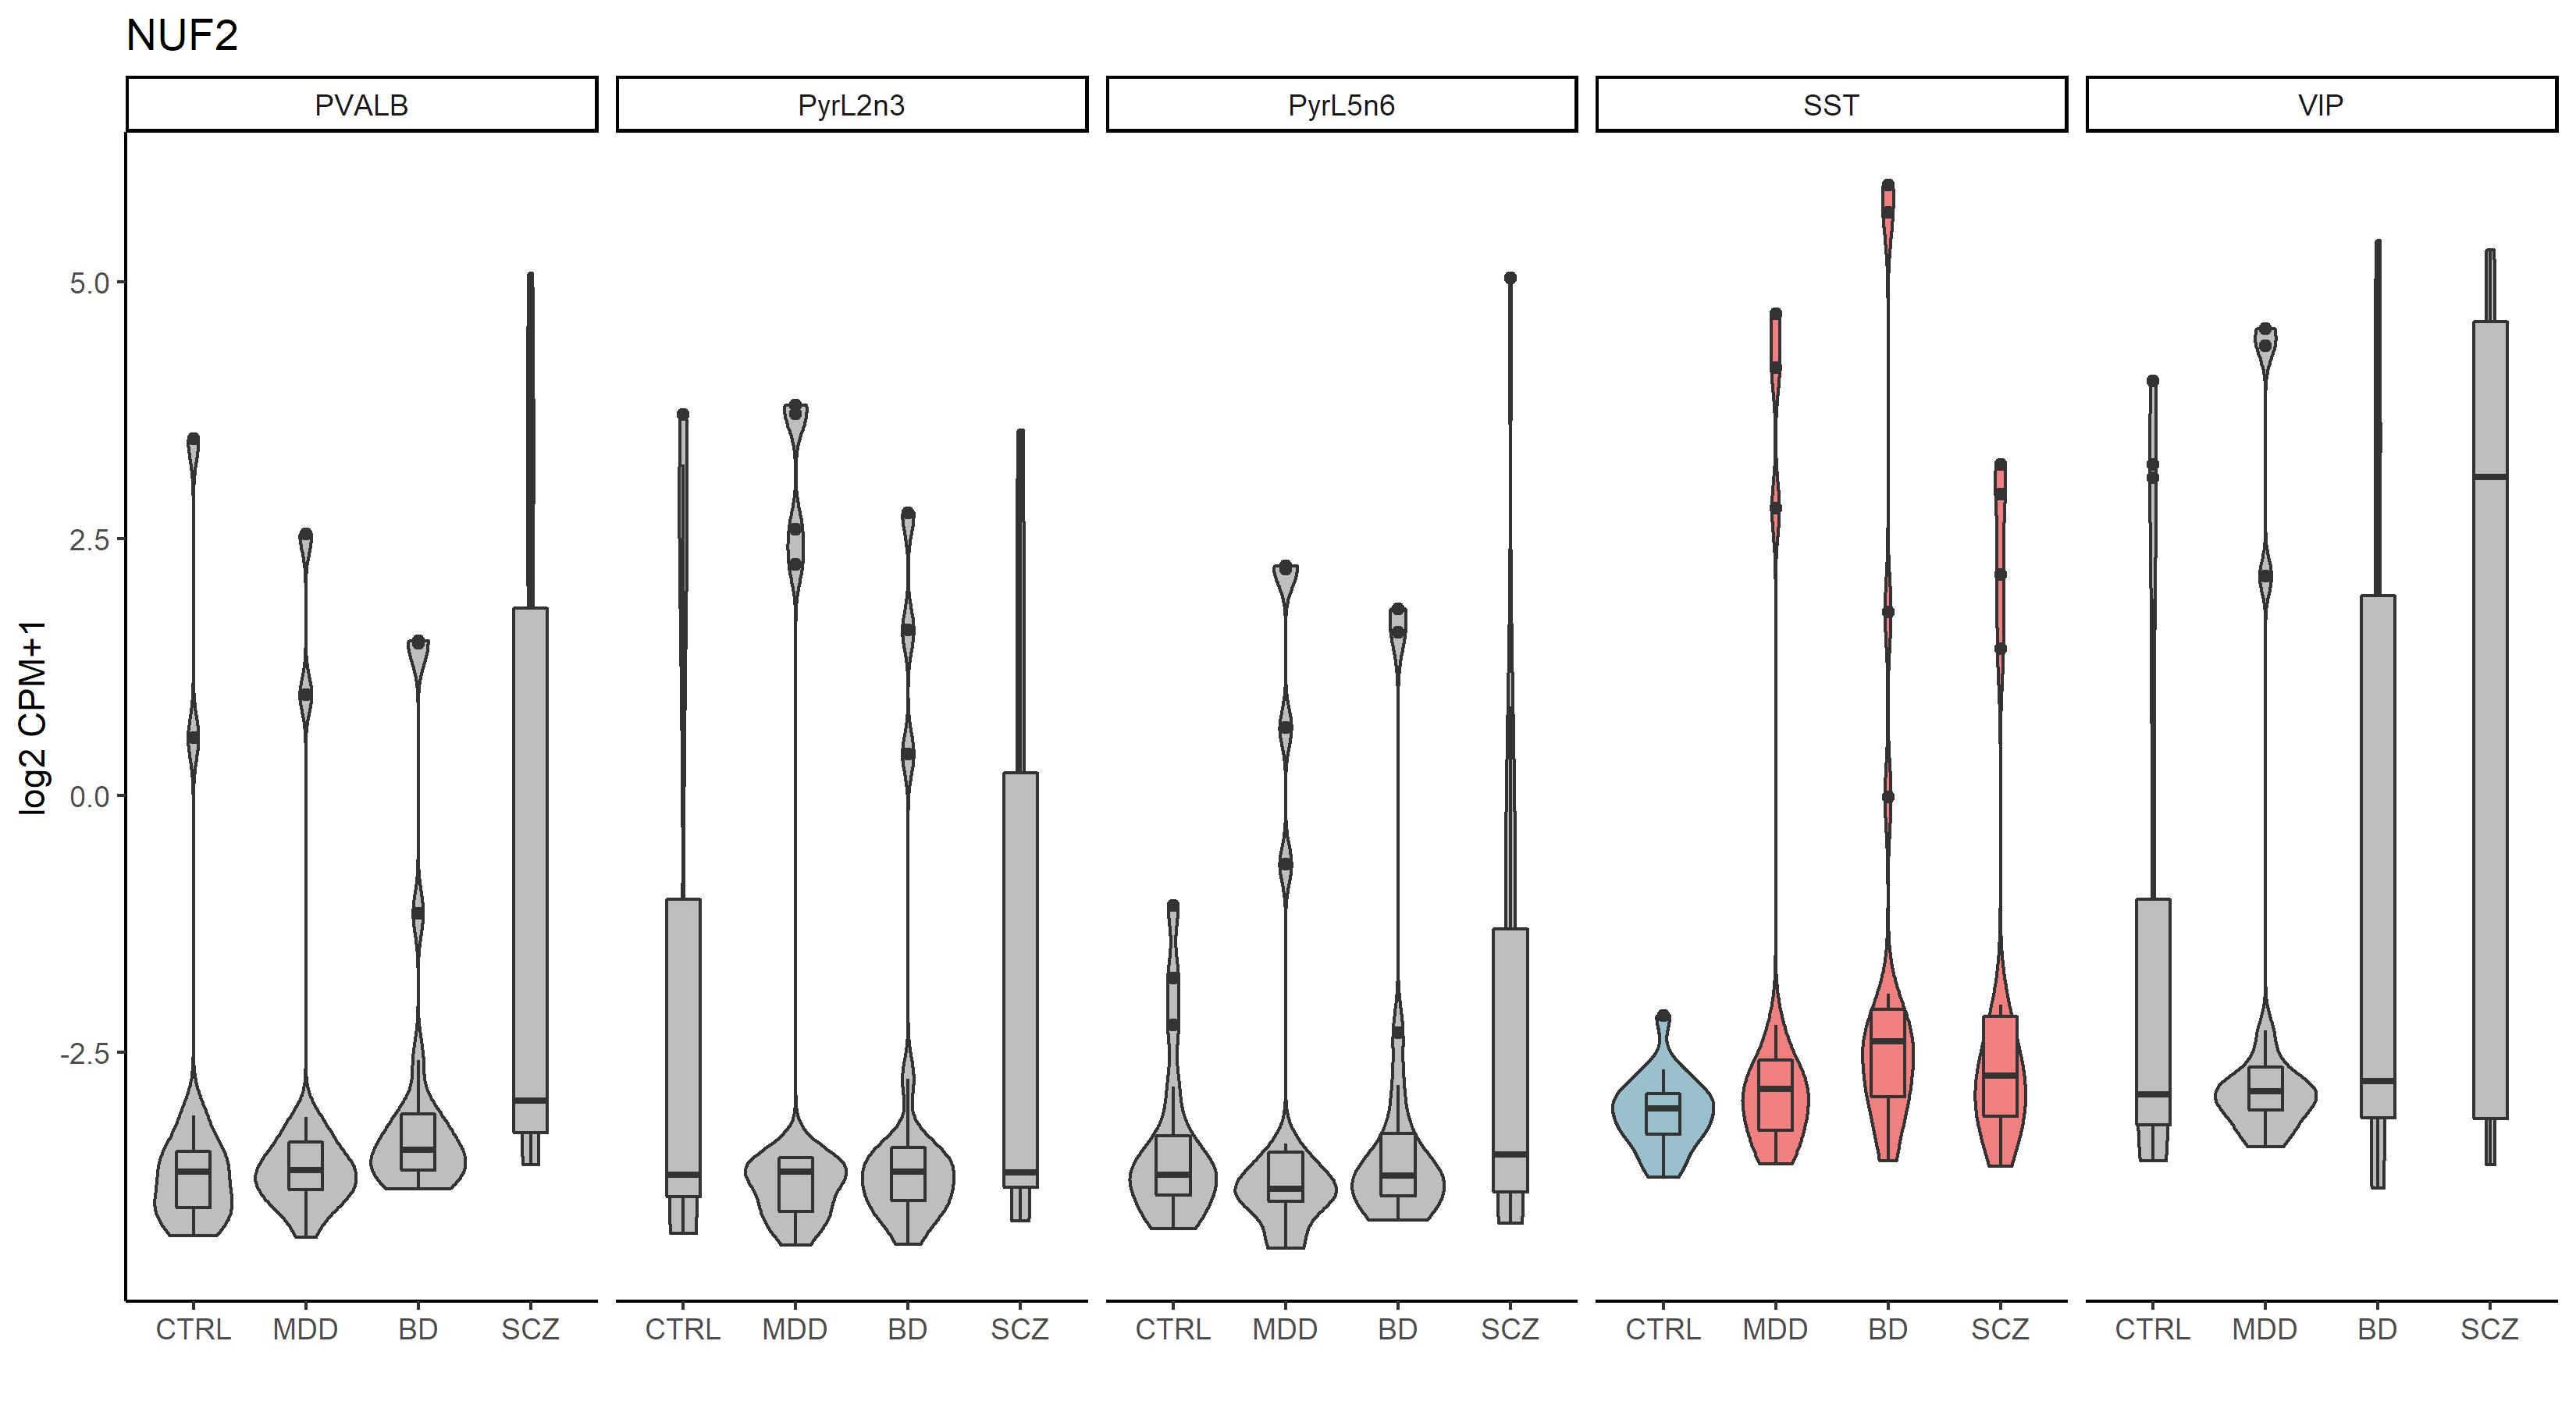 NUF2
PVALB PyrL2n3 PyrL5n6 SST VIP
log2 CPM+1
5.0
2.5
0.0
-2.5
CTRL MDD BD SCZ CTRL MDD BD SCZ CTRL MDD BD SCZ CTRL MDD BD SCZ CTRL MDD BD SCZ